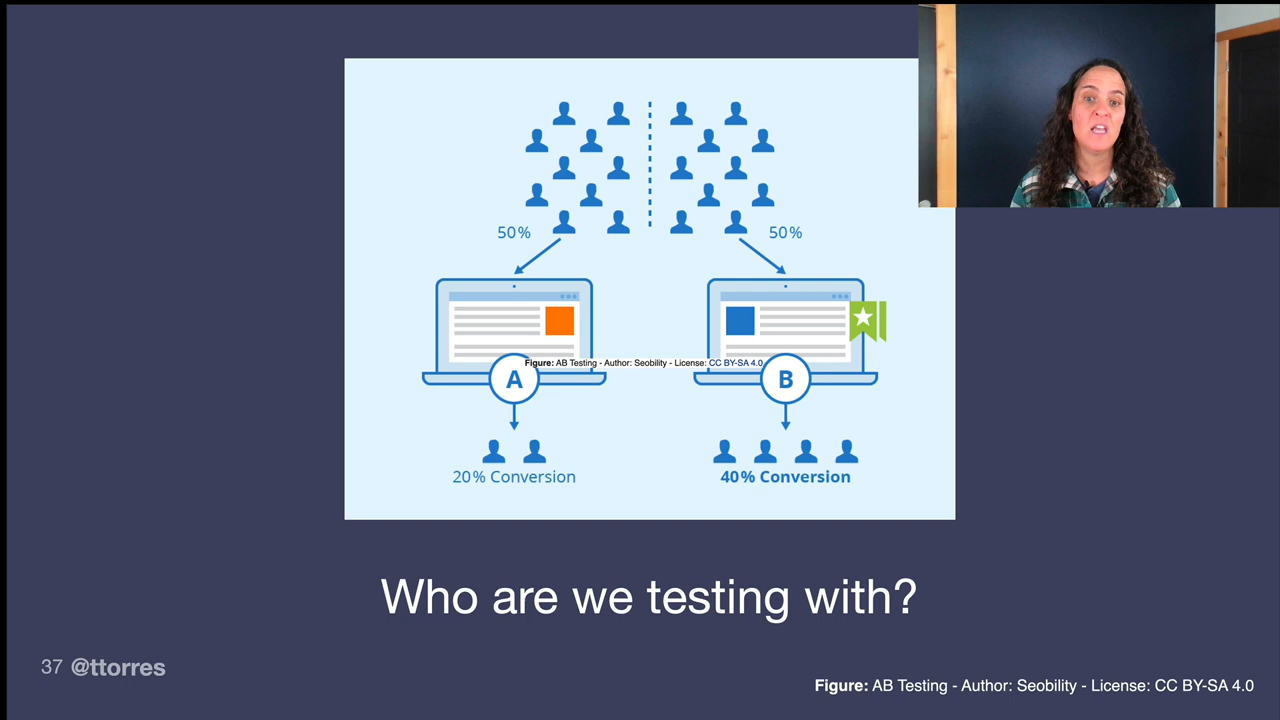 50%
50%
Figure: AB Testing - Author: Seobility - License: CC BY-SA 4.0
A
B
20% Conversion
40% Conversion
Who are we testing with?
37 @ttorres
Figure: AB Testing - Author: Seobility - License: CC BY-SA 4.0